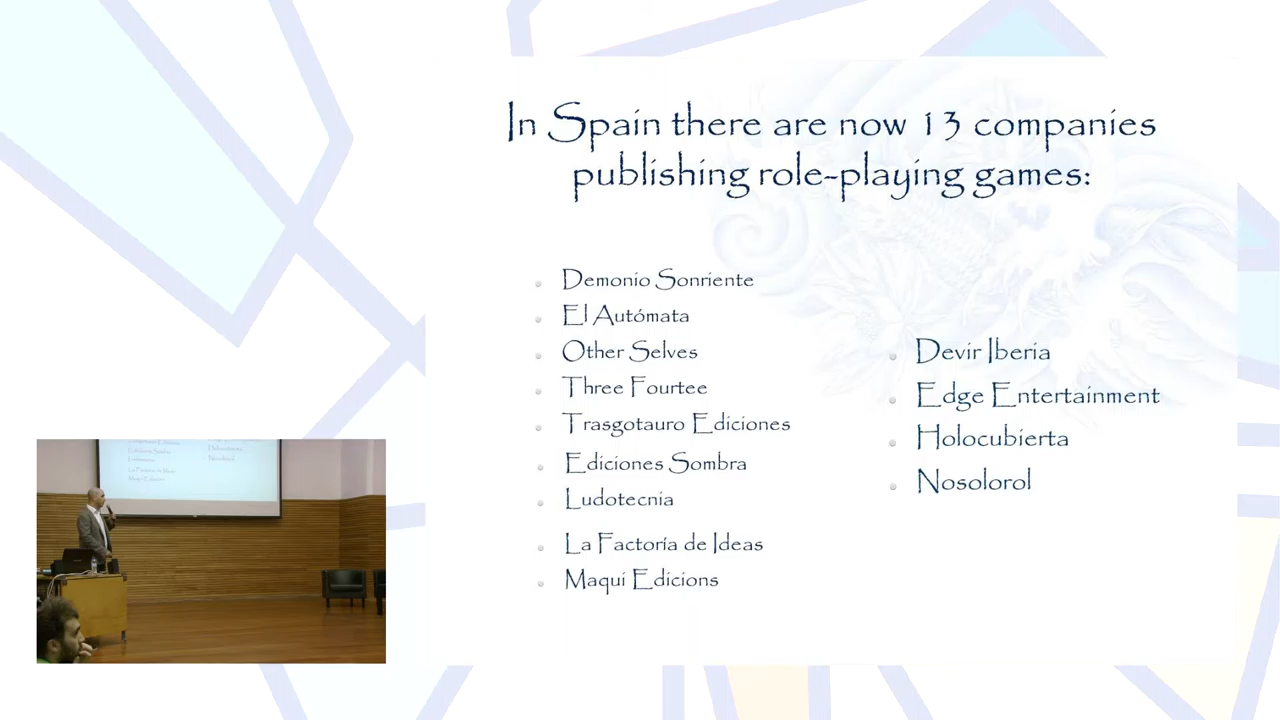 In Spain there are now 13 companies
publishing role-playing games:
Demonio Sonriente
El Autómata
Other Selves
Three Fourtee
Trasgotauro Ediciones
Ediciones Sombra
Ludotecnia
La Factoría de Ideas
Maqui Edicions
Devir Iberia
Edge Entertainment
Holocubierta
Nosolorol